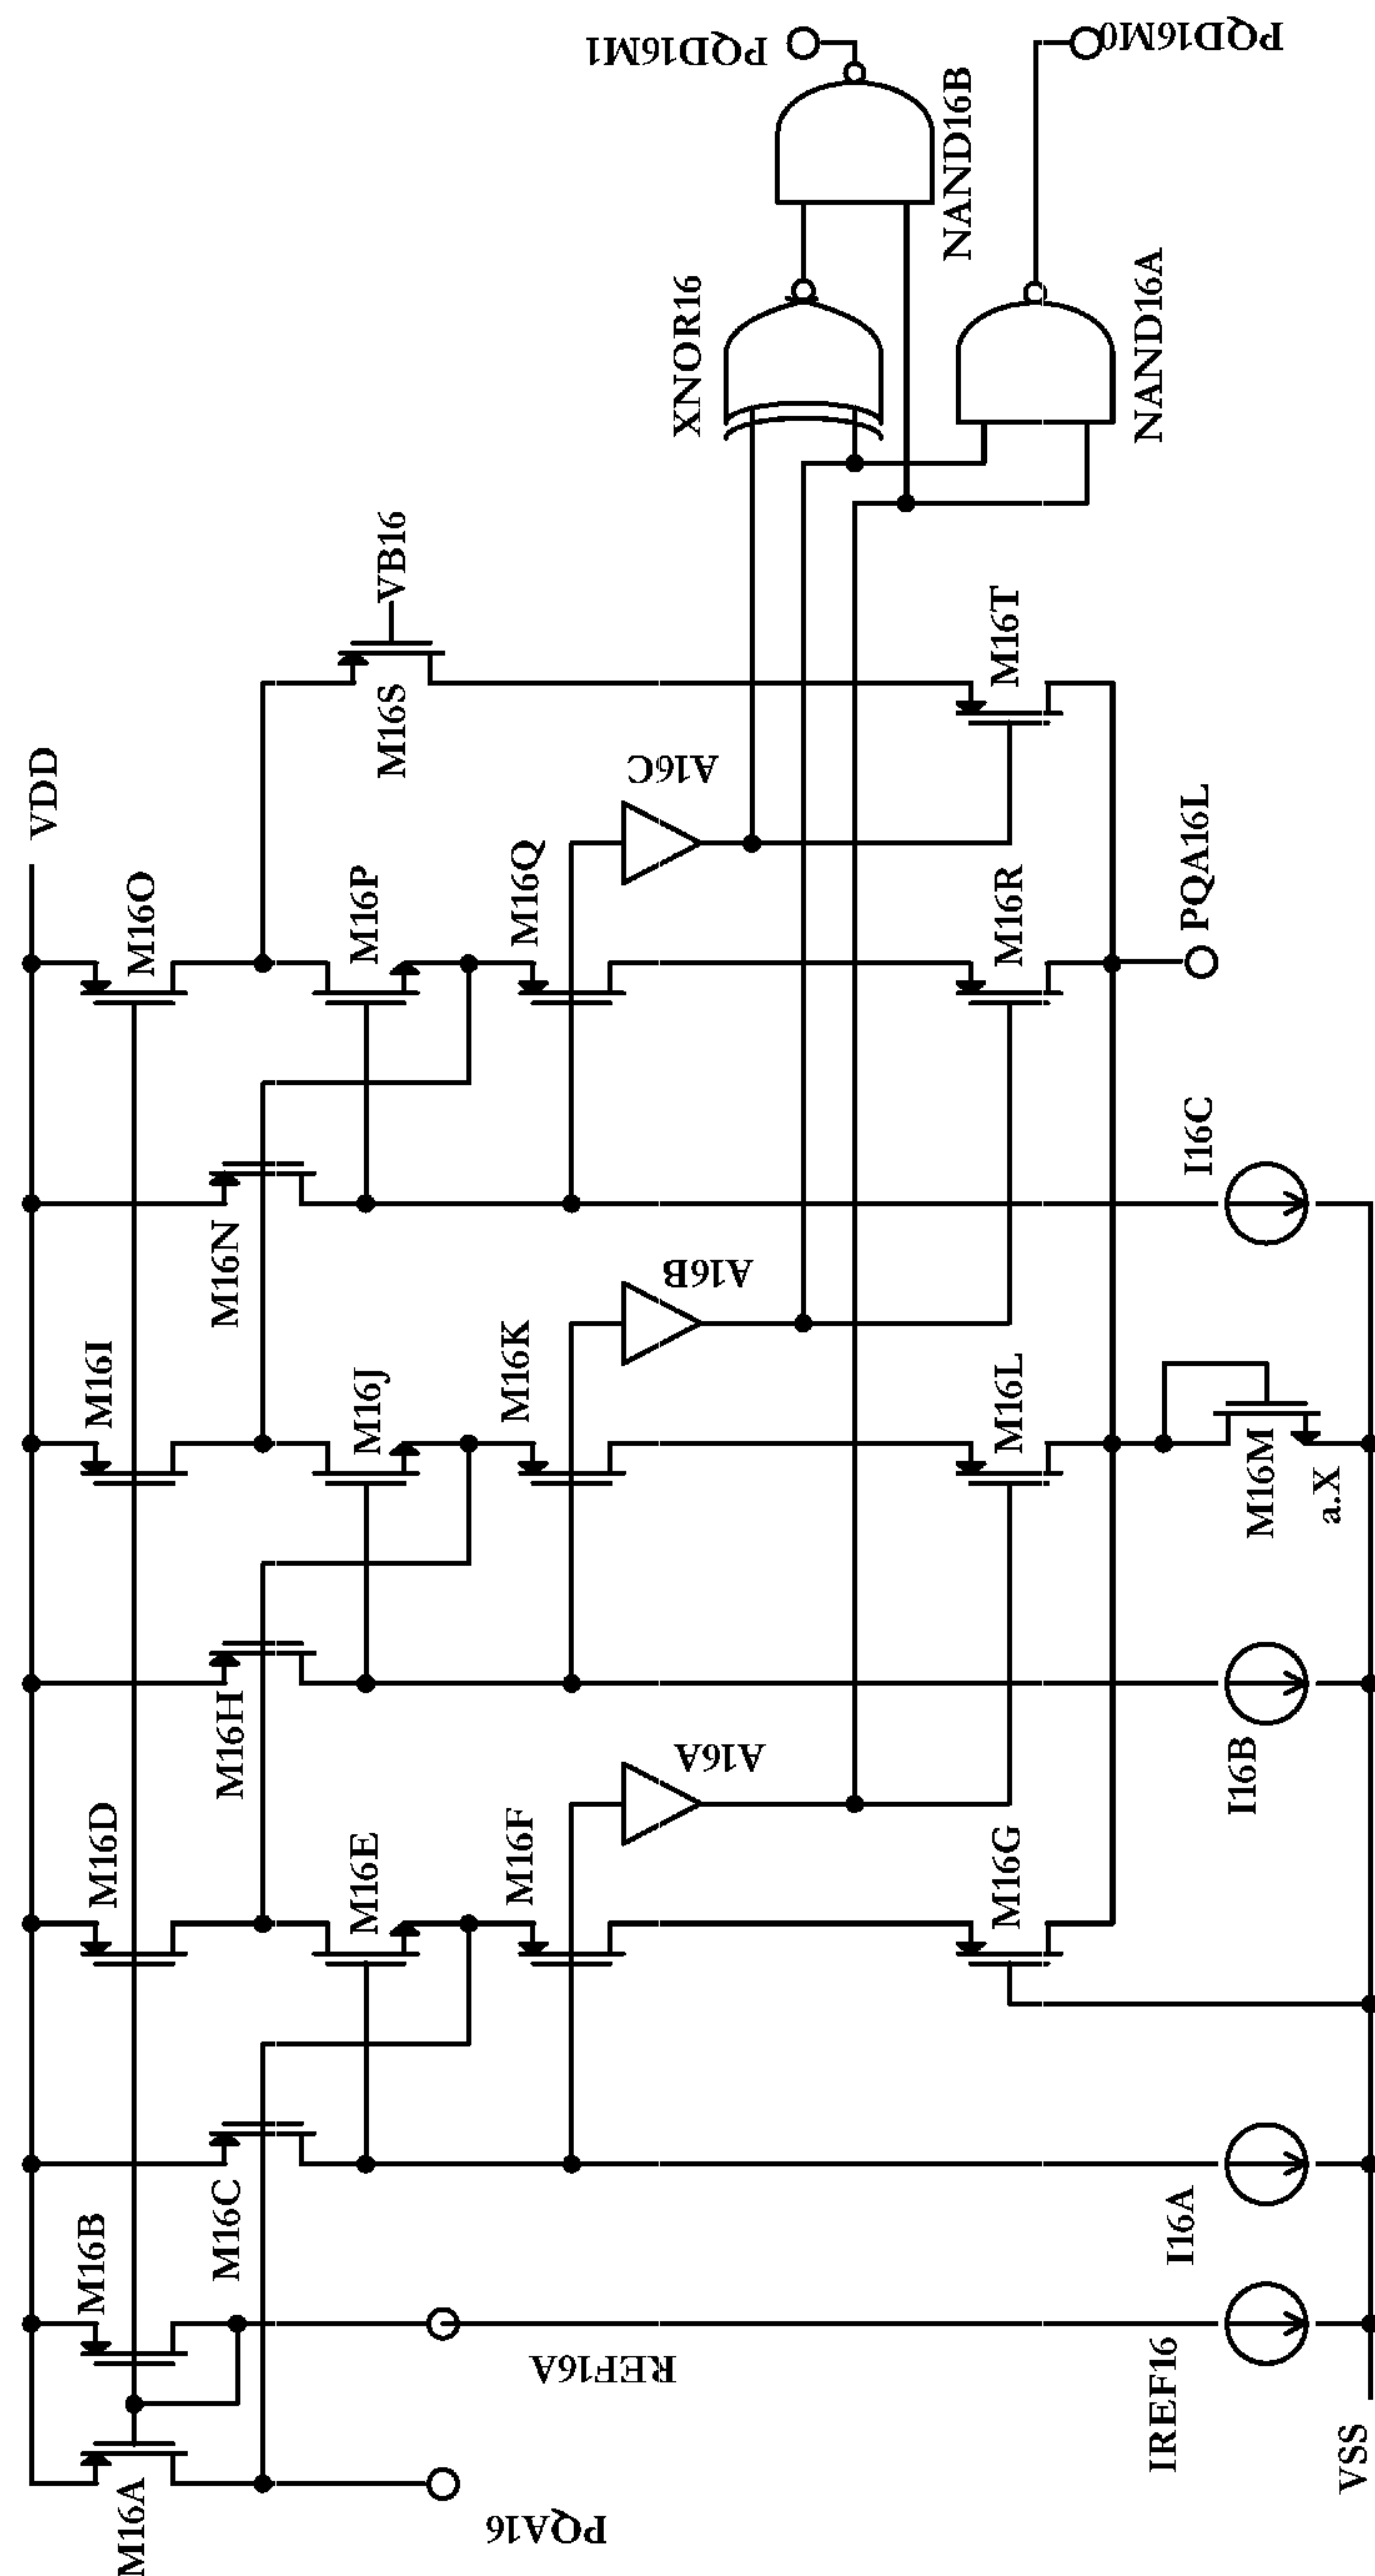 PQD16M1
PQD16M0
NAND16B
XNOR16
NAND16A
VB16
M16S
M16T
VDD
A16C
M16O
M16P
M16Q
M16R
PQA16L
I16C
M16N
A16B
M16I
M16J
M16K
M16L
M16M
a.X
M16H
A16A
I16B
M16D
M16E
M16F
M16G
M16C
I16A
M16B
REF16A
IREF16
M16A
PQA16
VSS